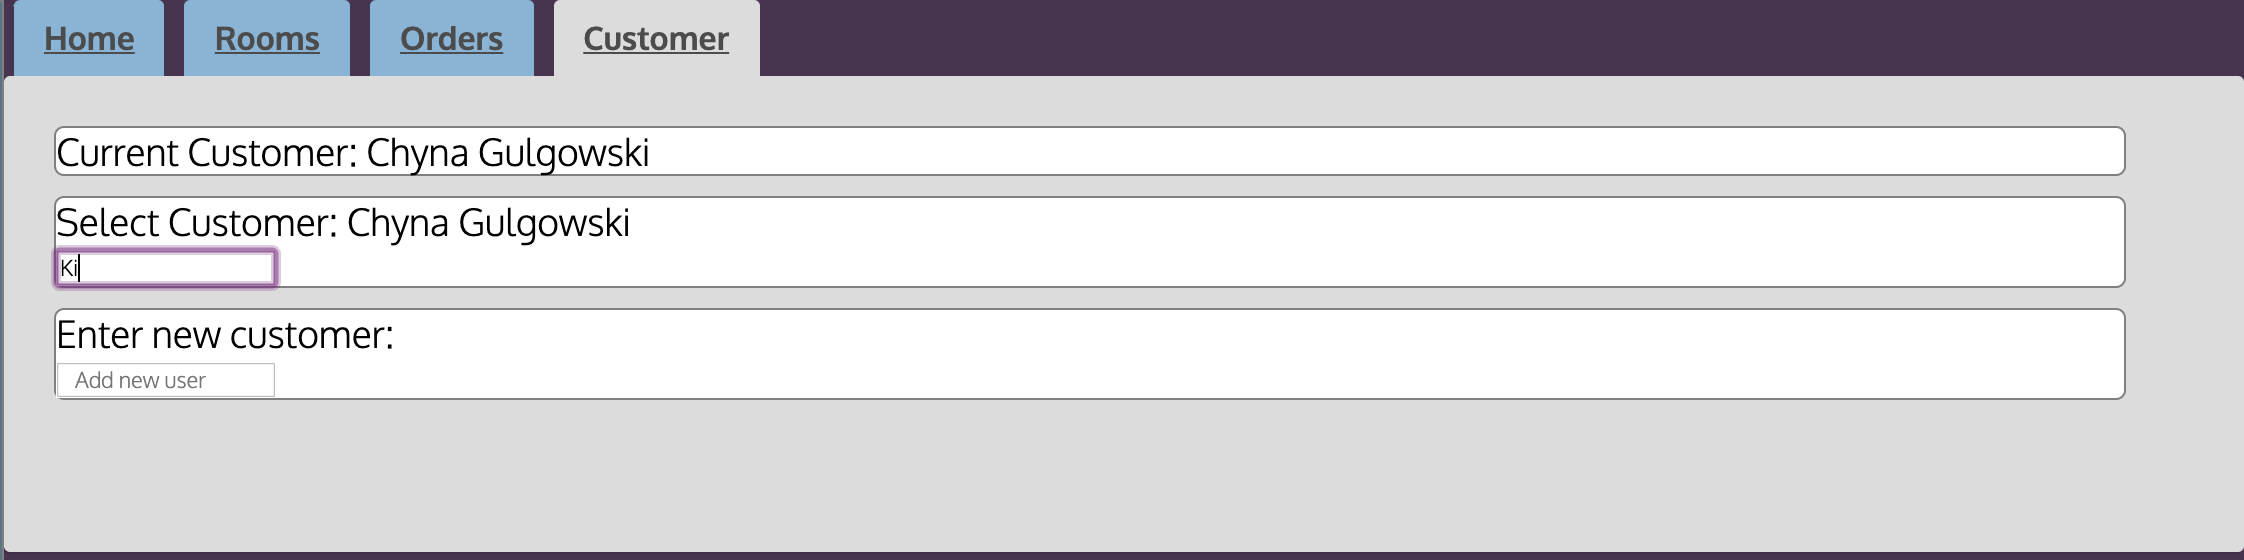 Home Rooms Orders Customer
Current Customer: Chyna Gulgowski
Select Customer: Chyna Gulgowski
Ki
Enter new customer:
Add new user